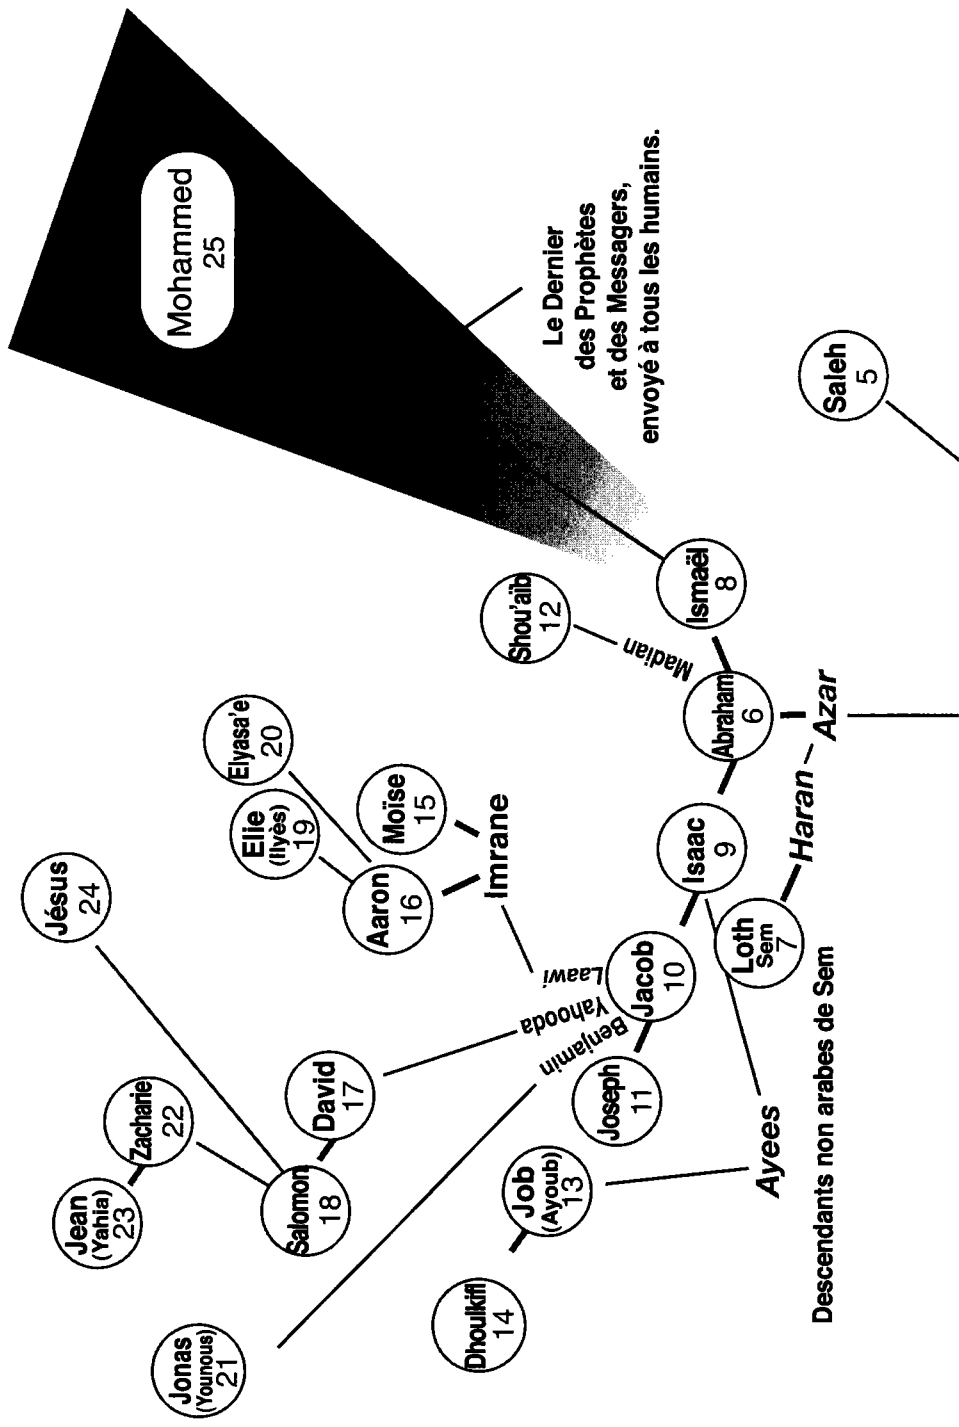 Mohammed
25
Le Dernier
des Prophètes
et des Messagers,
envoyé à tous les humains.
Saleh
5
Jésus
24
Elyasa'e
20
Elie
(Ilyès)
19
Moïse
15
Aaron
16
Imrane
Shou'aïb
12
Madian
Ismaël
8
Abraham
6
Azar
Haran
Isaac
9
Loth
Sem
7
Jacob
10
Laawi
Yahooda
Benjamin
Joseph
11
Zacharie
22
Jean
(Yahia)
23
David
17
Salomon
18
Jonas
(Younous)
21
Job
(Ayoub)
13
Dhoulkifl
14
Ayees
Descendants non arabes de Sem